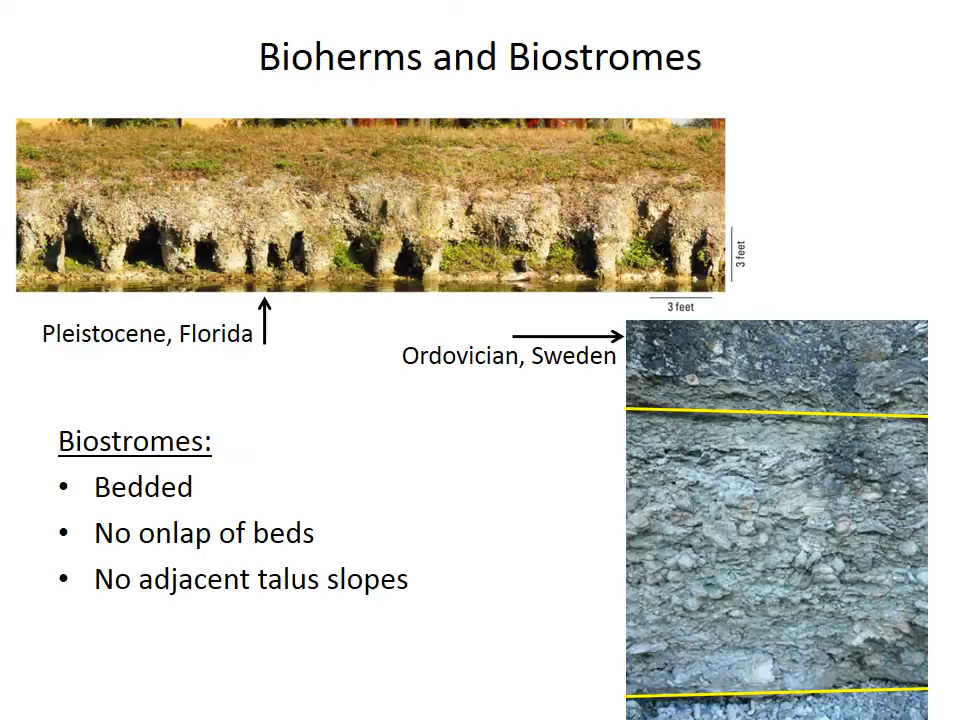 Bioherms and Biostromes
3 feet
3 feet
Pleistocene, Florida
Ordovician, Sweden
Biostromes:
• Bedded
• No onlap of beds
• No adjacent talus slopes